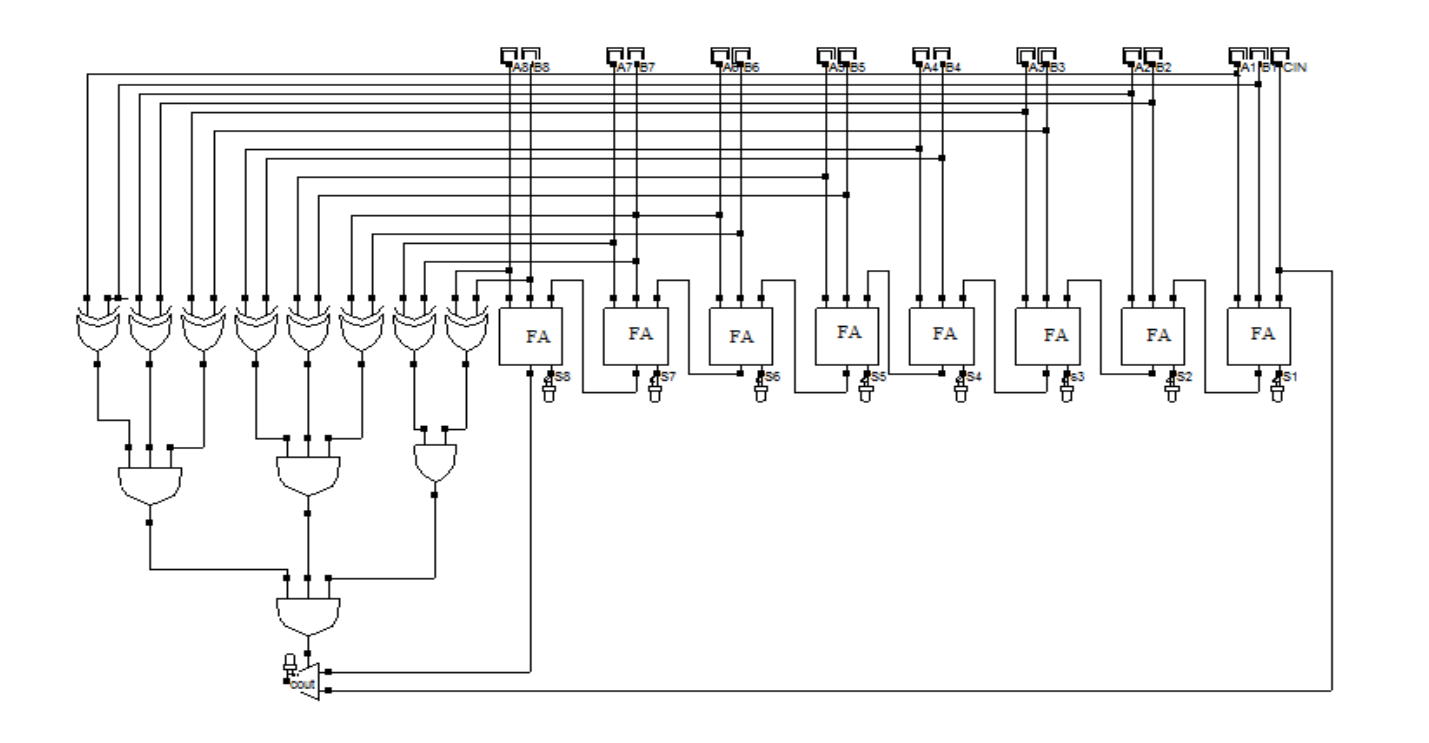 A8 B8 A7 B7 A6 B6 A5 B5 A4 B4 A3 B3 A2 B2 A1 B1 CIN
FA FA FA FA FA FA FA FA
S8 S7 S6 S5 S4 s3 S2 S1
cout